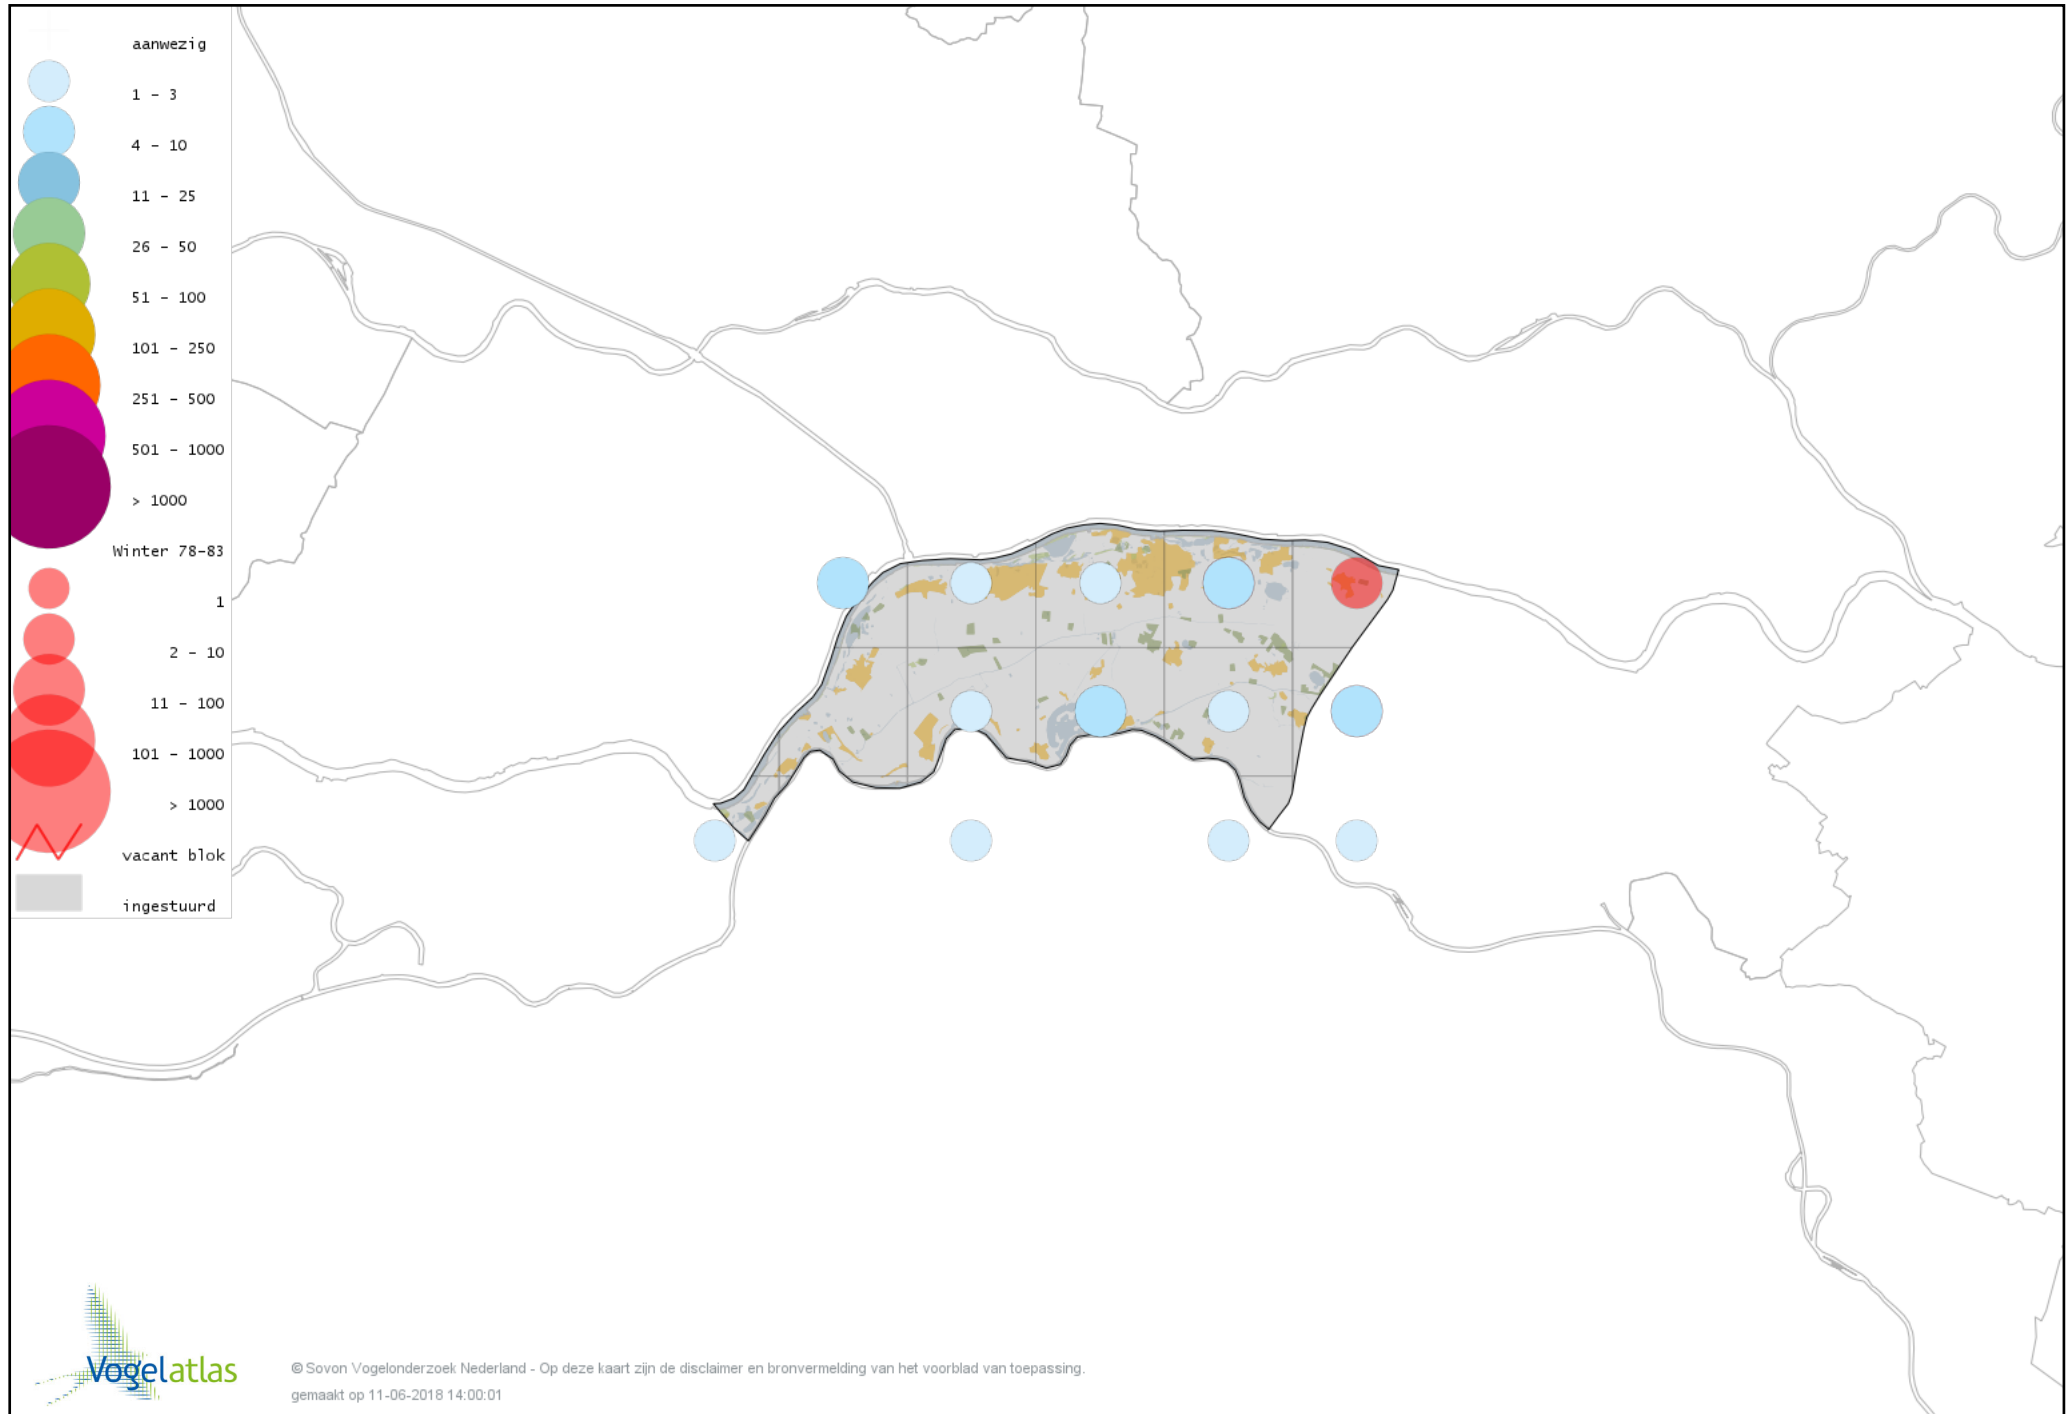 aanwezig
1 - 3
4 - 10
11 - 25
26 - 50
51 - 100
101 - 250
251 - 500
501 - 1000
> 1000
Winter 78-83
1
2 - 10
11 - 100
101 - 1000
> 1000
vacant blok
ingestuurd
Vogelatlas
© Sovon Vogelonderzoek Nederland - Op deze kaart zijn de disclaimer en bronvermelding van het voorblad van toepassing.
gemaakt op 11-06-2018 14:00:01